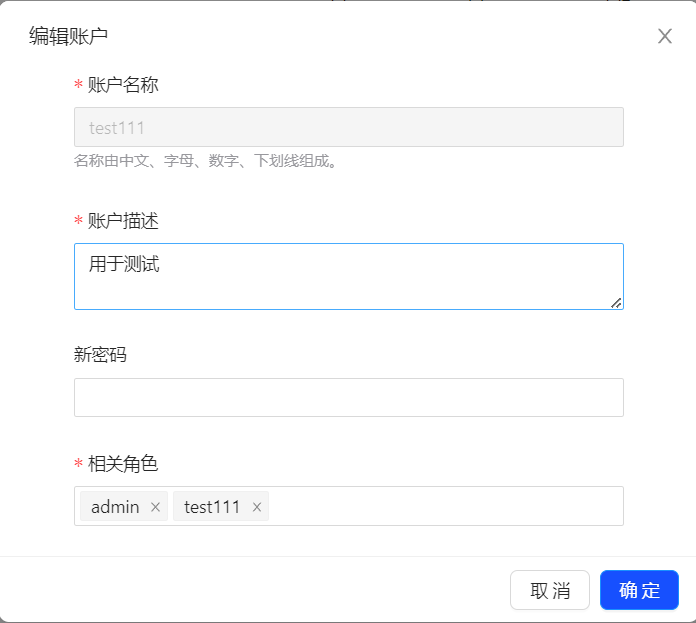 编辑账户
* 账户名称
test111
名称由中文、字母、数字、下划线组成。
* 账户描述
用于测试
新密码
* 相关角色
admin × test111 ×
取 消 确 定